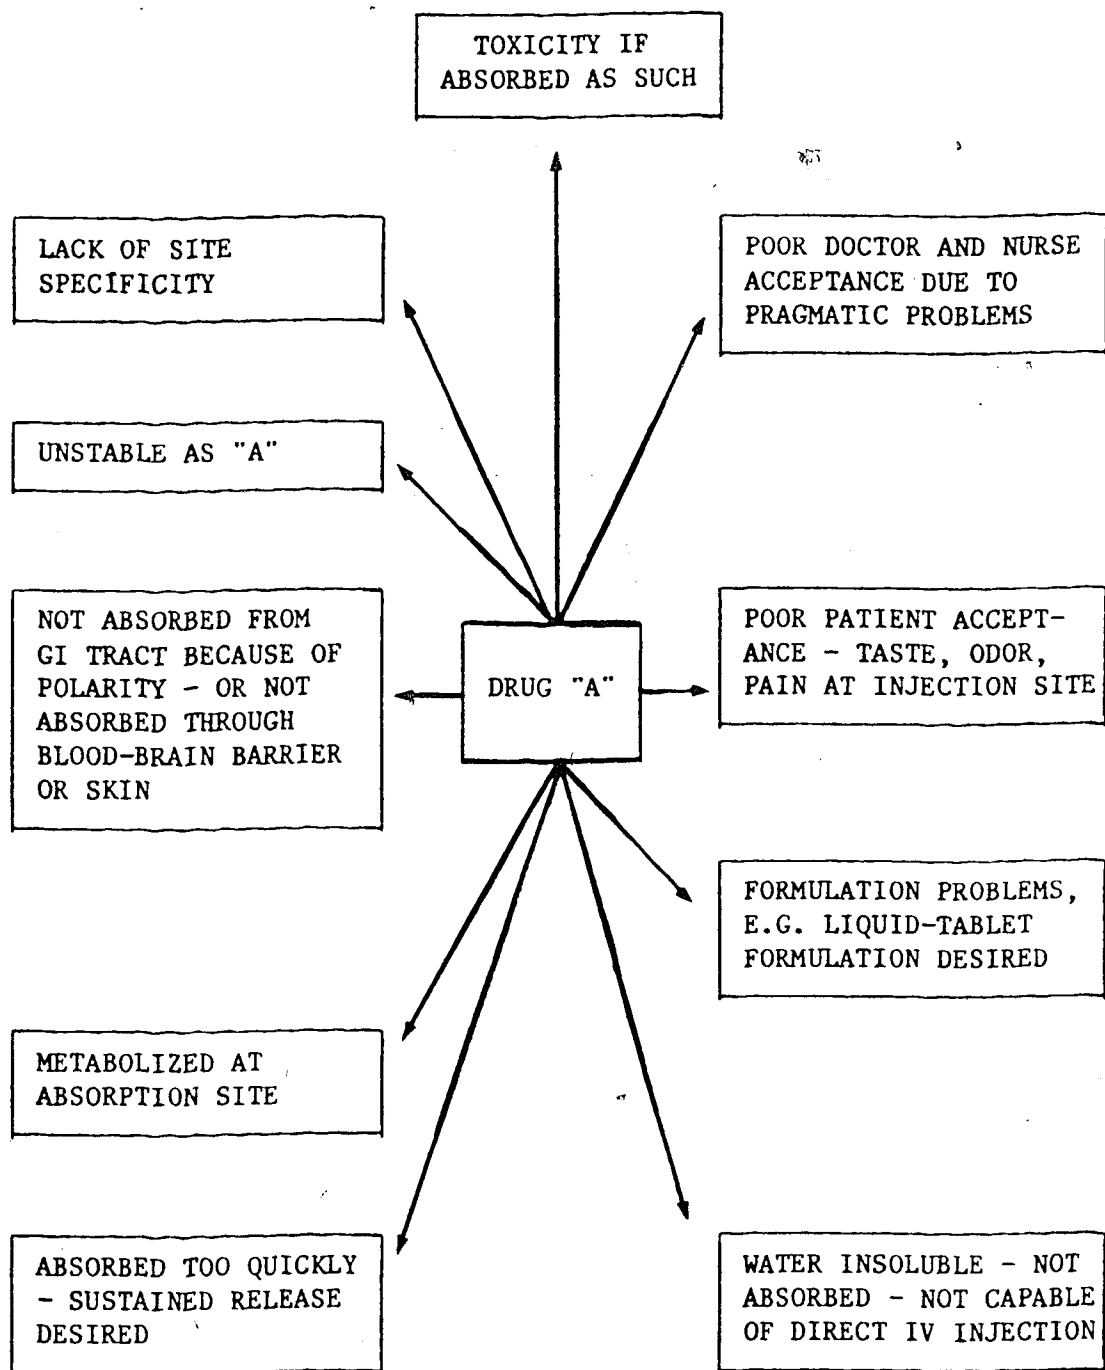 TOXICITY IF
ABSORBED AS SUCH
LACK OF SITE
SPECIFICITY
POOR DOCTOR AND NURSE
ACCEPTANCE DUE TO
PRAGMATIC PROBLEMS
UNSTABLE AS "A"
NOT ABSORBED FROM
GI TRACT BECAUSE OF
POLARITY - OR NOT
ABSORBED THROUGH
BLOOD-BRAIN BARRIER
OR SKIN
DRUG "A"
POOR PATIENT ACCEPT-
ANCE - TASTE, ODOR,
PAIN AT INJECTION SITE
FORMULATION PROBLEMS,
E.G. LIQUID-TABLET
FORMULATION DESIRED
METABOLIZED AT
ABSORPTION SITE
ABSORBED TOO QUICKLY
- SUSTAINED RELEASE
DESIRED
WATER INSOLUBLE - NOT
ABSORBED - NOT CAPABLE
OF DIRECT IV INJECTION